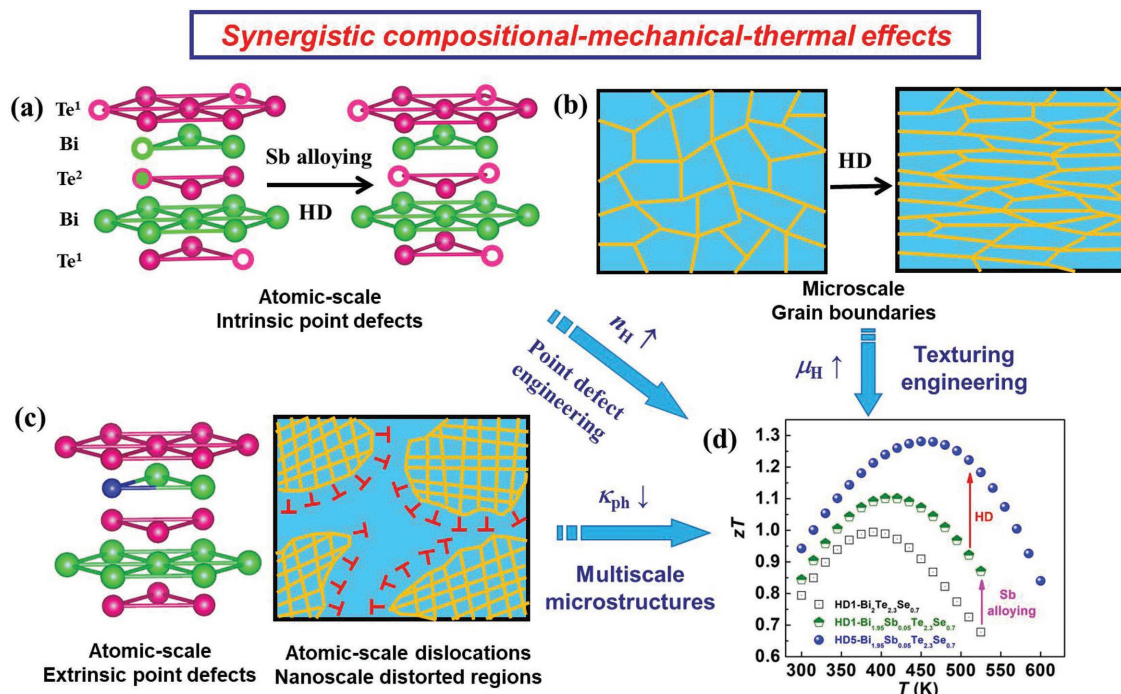 Synergistic compositional-mechanical-thermal effects
(a)
Te¹
Bi
Te²
Bi
Te¹
Sb alloying
HD
Atomic-scale
Intrinsic point defects
(b)
HD
Microscale
Grain boundaries
n_H ↑
Point defect
engineering
μ_H ↑
Texturing
engineering
(c)
Atomic-scale
Extrinsic point defects
Atomic-scale dislocations
Nanoscale distorted regions
κ_ph ↓
Multiscale
microstructures
(d)
zT
1.3
1.2
1.1
1.0
0.9
0.8
0.7
0.6
HD
Sb
alloying
HD1-Bi₂Te₂.₃Se₀.₇
HD1-Bi₁.₉₅Sb₀.₀₅Te₂.₃Se₀.₇
HD5-Bi₁.₉₅Sb₀.₀₅Te₂.₃Se₀.₇
300 350 400 450 500 550 600
T (K)